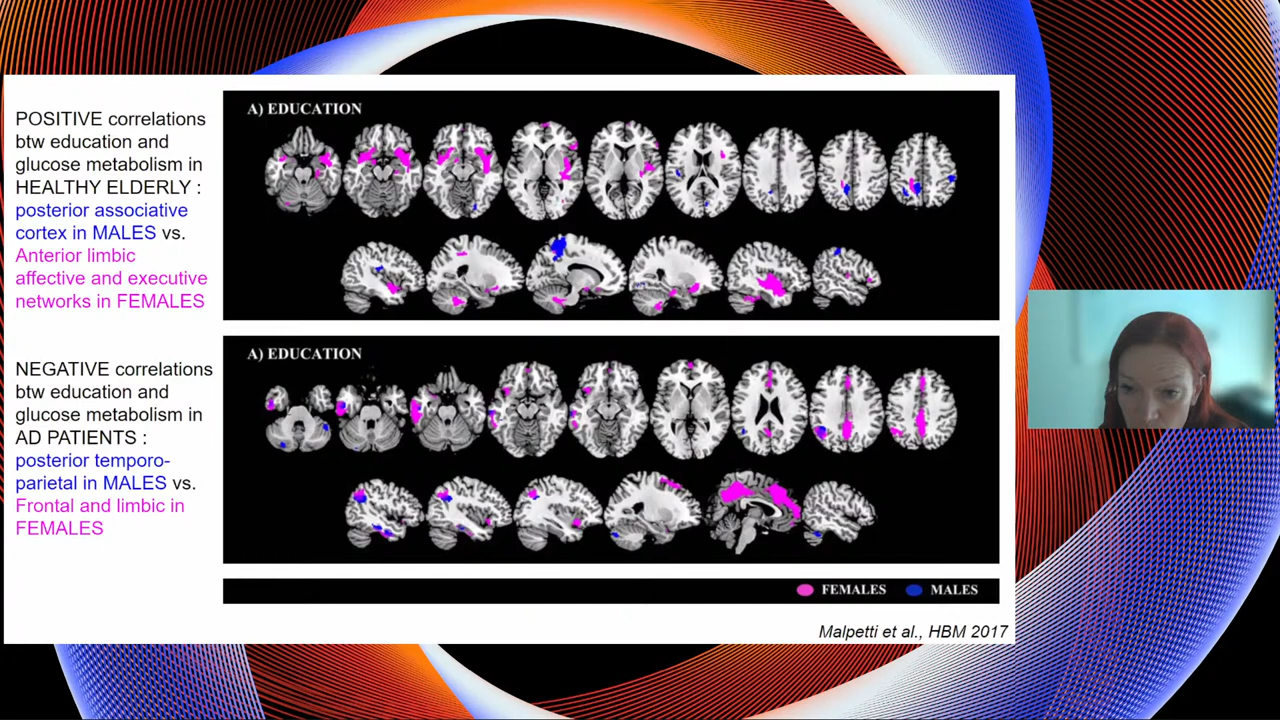 POSITIVE correlations
btw education and
glucose metabolism in
HEALTHY ELDERLY :
posterior associative
cortex in MALES vs.
Anterior limbic
affective and executive
networks in FEMALES
A) EDUCATION
NEGATIVE correlations
btw education and
glucose metabolism in
AD PATIENTS :
posterior temporo-
parietal in MALES vs.
Frontal and limbic in
FEMALES
A) EDUCATION
FEMALES MALES
Malpetti et al., HBM 2017